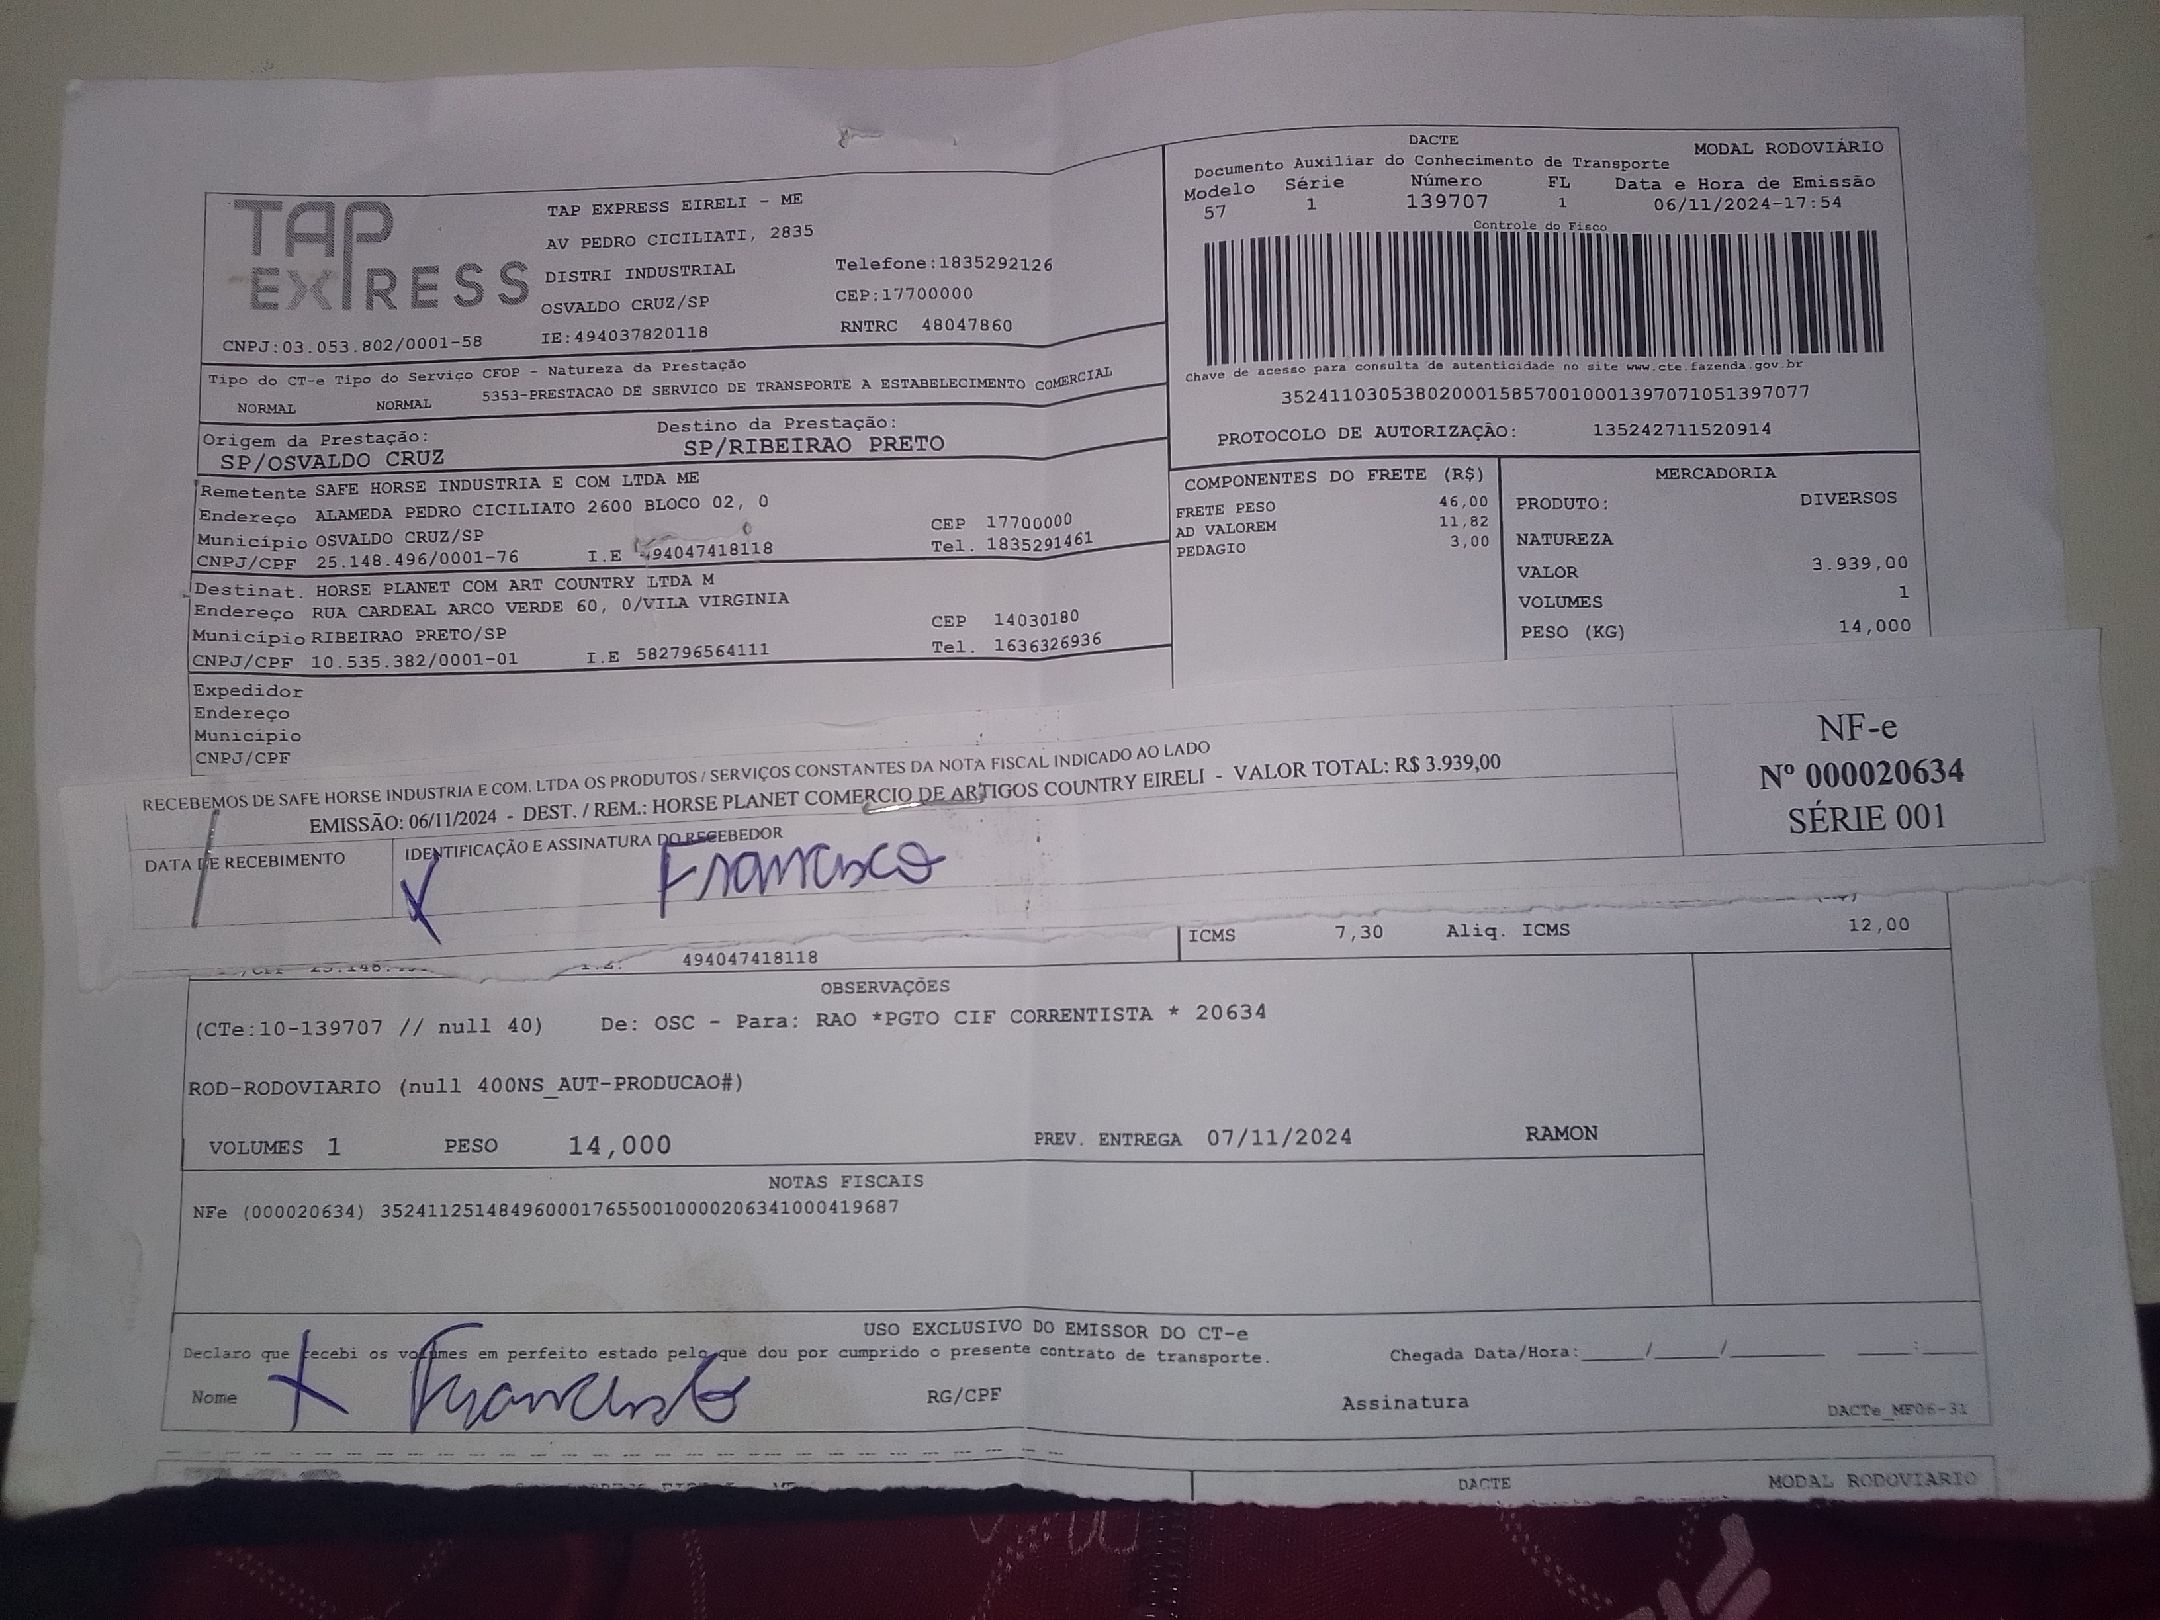 TAP
EXPRESS
TAP EXPRESS EIRELI - ME
AV PEDRO CICILIATI, 2835
DISTRI INDUSTRIAL
Telefone:1835292126
OSVALDO CRUZ/SP
CEP:17700000
CNPJ:03.053.802/0001-58
IE:494037820118
RNTRC 48047860
DACTE
MODAL RODOVIÁRIO
Documento Auxiliar do Conhecimento de Transporte
Modelo Série Número FL Data e Hora de Emissão
57 1 139707 1 06/11/2024-17:54
Controle do Fisco
Chave de acesso para consulta de autenticidade no site www.cte.fazenda.gov.br
35241103053802000158570010001397071051397077
PROTOCOLO DE AUTORIZAÇÃO: 135242711520914
Tipo do CT-e Tipo do Serviço CFOP - Natureza da Prestação
NORMAL NORMAL 5353-PRESTACAO DE SERVICO DE TRANSPORTE A ESTABELECIMENTO COMERCIAL
Origem da Prestação: Destino da Prestação:
SP/OSVALDO CRUZ SP/RIBEIRAO PRETO
Remetente SAFE HORSE INDUSTRIA E COM LTDA ME
Endereço ALAMEDA PEDRO CICILIATO 2600 BLOCO 02, 0
Município OSVALDO CRUZ/SP CEP 17700000
CNPJ/CPF 25.148.496/0001-76 I.E 494047418118 Tel. 1835291461
Destinat. HORSE PLANET COM ART COUNTRY LTDA M
Endereço RUA CARDEAL ARCO VERDE 60, 0/VILA VIRGINIA
Município RIBEIRAO PRETO/SP CEP 14030180
CNPJ/CPF 10.535.382/0001-01 I.E 582796564111 Tel. 1636326936
Expedidor
Endereço
Município
CNPJ/CPF
COMPONENTES DO FRETE (R$)
FRETE PESO 46,00
AD VALOREM 11,82
PEDAGIO 3,00
MERCADORIA
PRODUTO: DIVERSOS
NATUREZA
VALOR 3.939,00
VOLUMES 1
PESO (KG) 14,000
RECEBEMOS DE SAFE HORSE INDUSTRIA E COM. LTDA OS PRODUTOS / SERVIÇOS CONSTANTES DA NOTA FISCAL INDICADO AO LADO
EMISSÃO: 06/11/2024 - DEST. / REM.: HORSE PLANET COMERCIO DE ARTIGOS COUNTRY EIRELI - VALOR TOTAL: R$ 3.939,00
DATA DE RECEBIMENTO
IDENTIFICAÇÃO E ASSINATURA DO RECEBEDOR
Francisco
NF-e
Nº 000020634
SÉRIE 001
494047418118
ICMS 7,30 Aliq. ICMS 12,00
OBSERVAÇÕES
(CTe:10-139707 // null 40) De: OSC - Para: RAO *PGTO CIF CORRENTISTA * 20634
ROD-RODOVIARIO (null 400NS_AUT-PRODUCAO#)
VOLUMES 1 PESO 14,000 PREV. ENTREGA 07/11/2024 RAMON
NOTAS FISCAIS
NFe (000020634) 35241125148496000176550010000206341000419687
USO EXCLUSIVO DO EMISSOR DO CT-e
Declaro que recebi os volumes em perfeito estado pelo que dou por cumprido o presente contrato de transporte.
Chegada Data/Hora:_____/_____/________ ____:____
Nome X Francisco RG/CPF Assinatura
DACTe_MF06-31
DACTE
MODAL RODOVIARIO